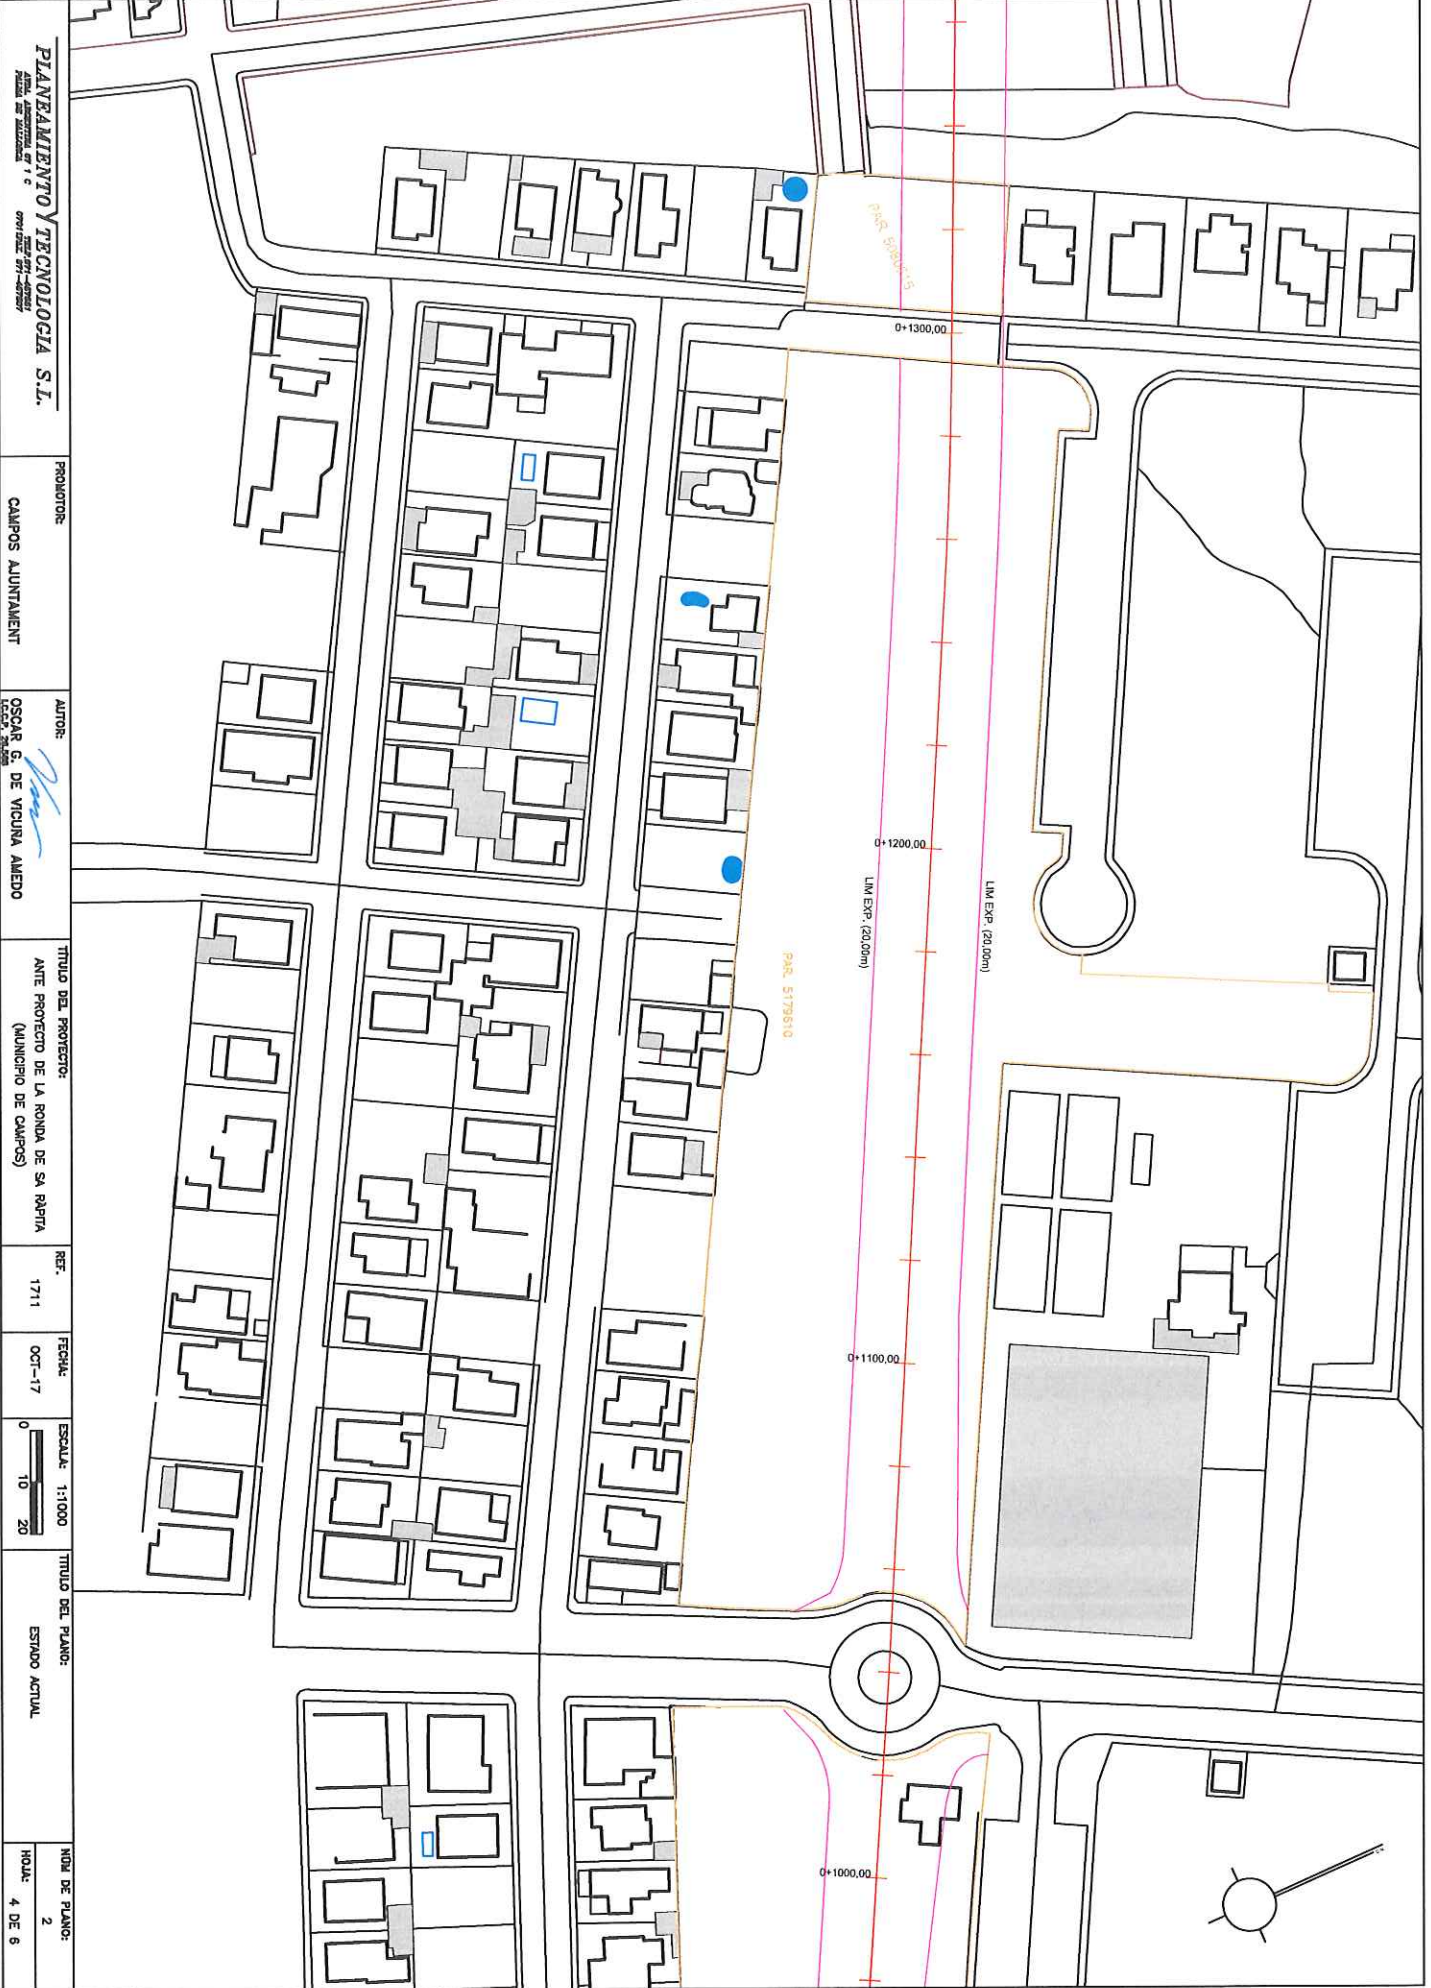 PLANEAMIENTO Y TECNOLOGIA S.L.
PROMOTOR:
CAMPOS AJUNTAMENT
AUTOR:
OSCAR G. DE VICUÑA AMEDO
TÍTULO DEL PROYECTO:
ANTE PROYECTO DE LA RONDA DE SA RÀPITA
(MUNICIPIO DE CAMPOS)
REF.
1711
FECHA:
OCT-17
ESCALA: 1:1000
0 10 20
TITULO DEL PLANO:
ESTADO ACTUAL
NÚM DE PLANO:
2
HOJA: 4 DE 6
0+1300,00
0+1200,00
LIM EXP. (20,00m)
LIM EXP. (20,00m)
PAR. 5179610
0+1100,00
0+1000,00